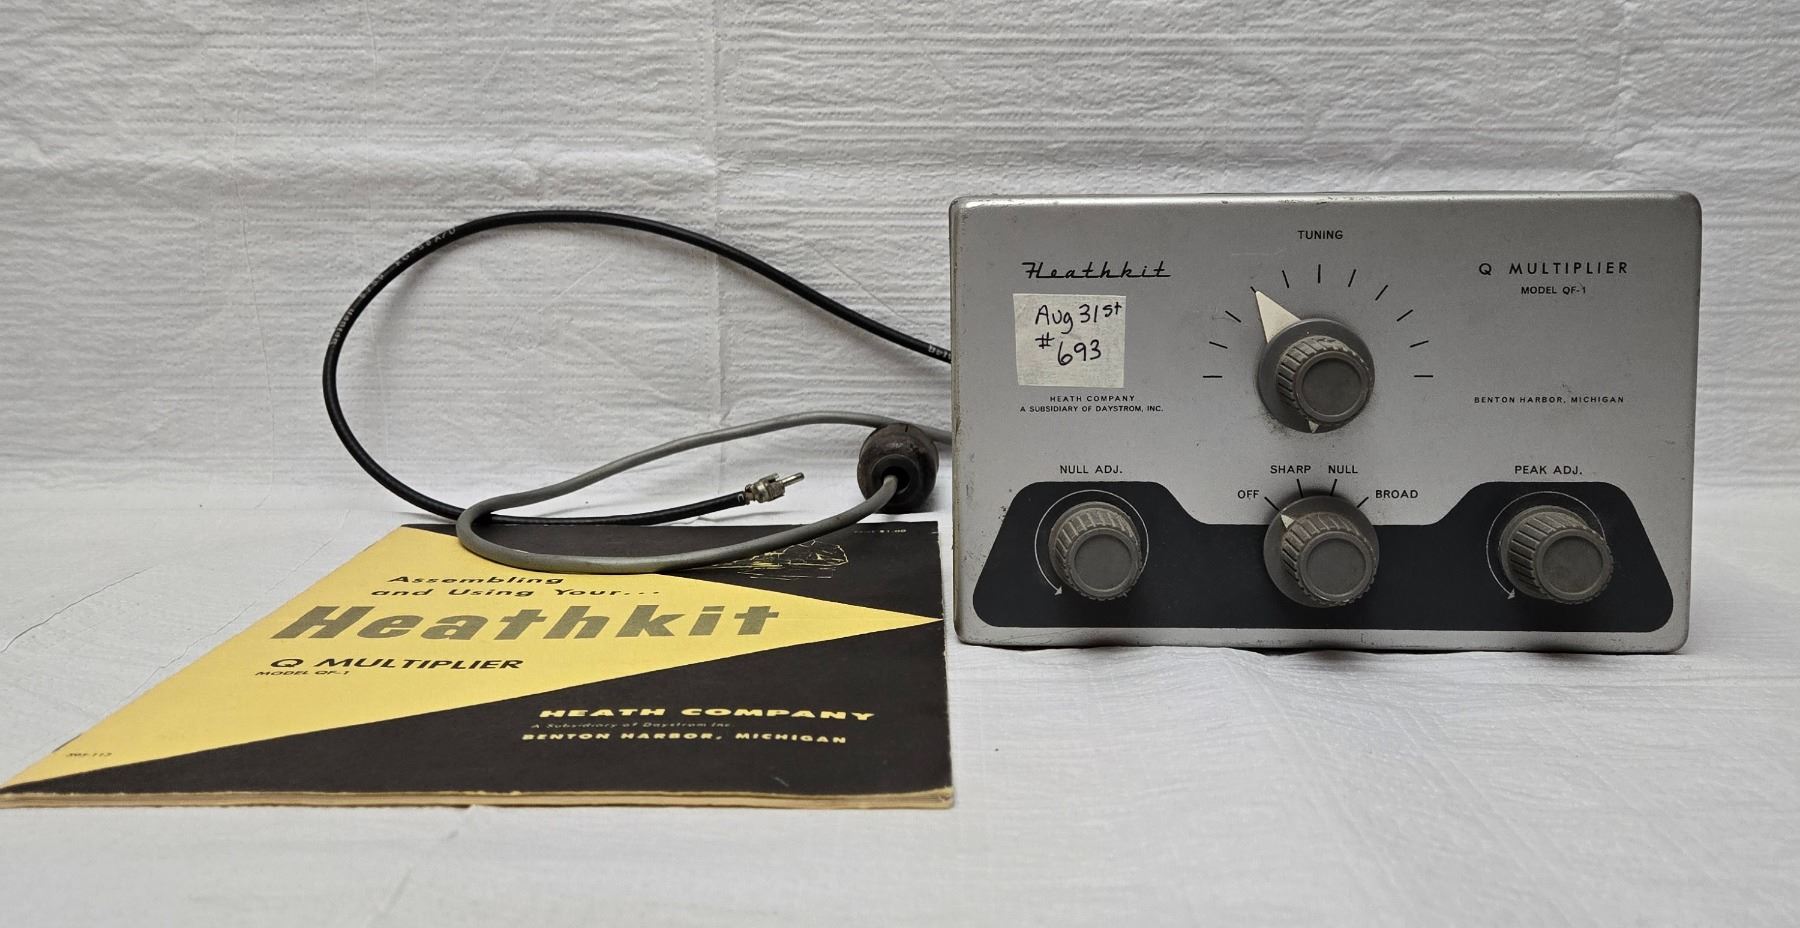 TUNING
Heathkit
Q MULTIPLIER
MODEL QF-1
Aug 31st
#693
HEATH COMPANY
A SUBSIDIARY OF DAYSTROM, INC.
BENTON HARBOR, MICHIGAN
NULL ADJ.
SHARP NULL
PEAK ADJ.
OFF
BROAD
Assembling
and Using Your...
Heathkit
Q MULTIPLIER
MODEL QF-1
HEATH COMPANY
A Subsidiary of Daystrom Inc.
BENTON HARBOR, MICHIGAN